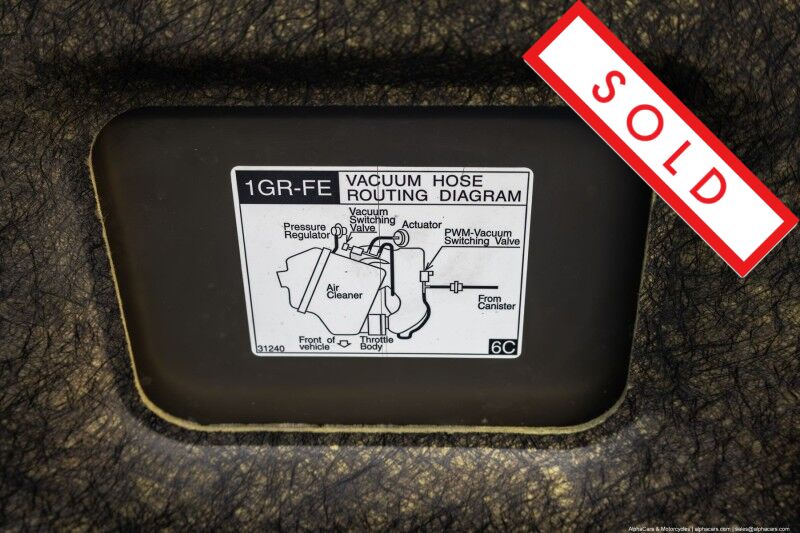 SOLD
1GR-FE
VACUUM HOSE
ROUTING DIAGRAM
Vacuum
Switching
Valve
Pressure
Regulator
Actuator
PWM-Vacuum
Switching Valve
Air
Cleaner
From
Canister
Front of
vehicle
Throttle
Body
31240
6C
AlphaCars & Motorcycles | alphacars.com | sales@alphacars.com